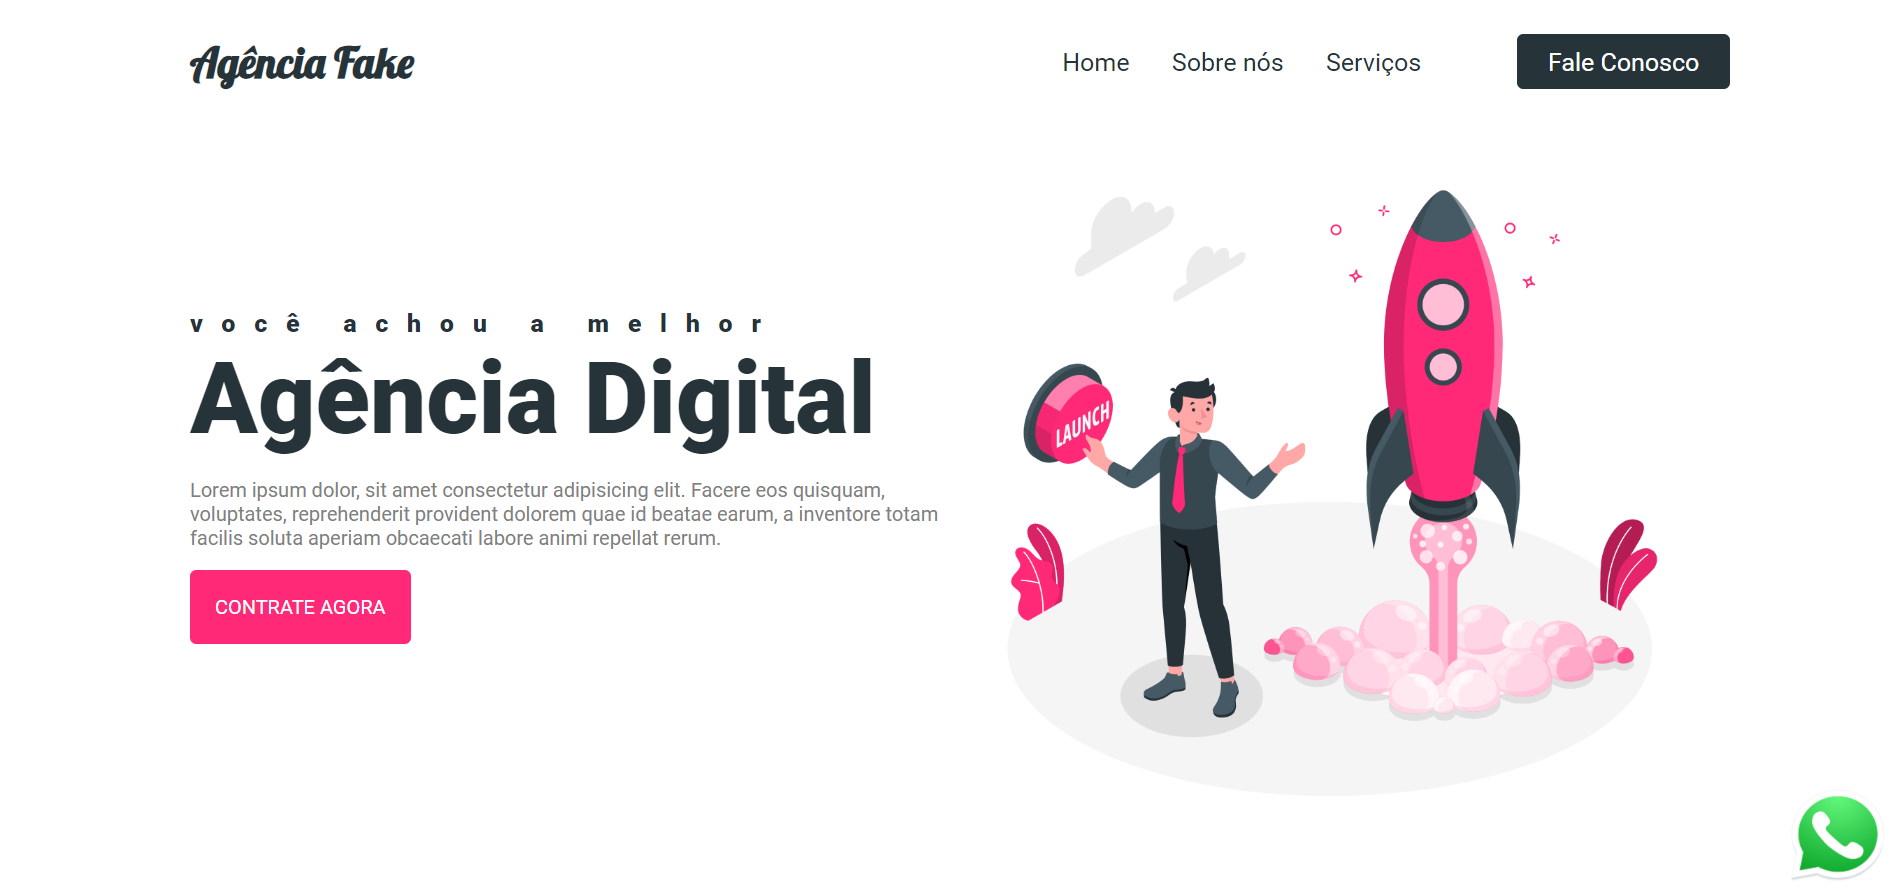 Agência Fake
Home
Sobre nós
Serviços
Fale Conosco
você achou a melhor
Agência Digital
Lorem ipsum dolor, sit amet consectetur adipisicing elit. Facere eos quisquam,
voluptates, reprehenderit provident dolorem quae id beatae earum, a inventore totam
facilis soluta aperiam obcaecati labore animi repellat rerum.
CONTRATE AGORA
LAUNCH